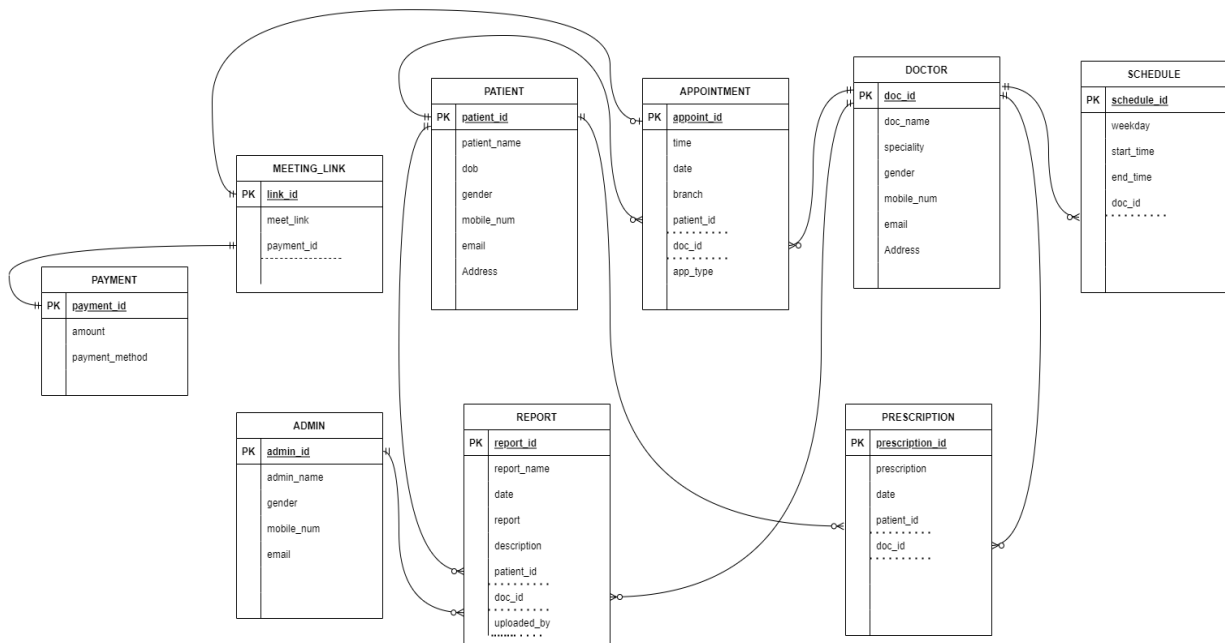 PATIENT
PK patient_id
patient_name
dob
gender
mobile_num
email
Address
APPOINTMENT
PK appoint_id
time
date
branch
patient_id
doc_id
app_type
DOCTOR
PK doc_id
doc_name
speciality
gender
mobile_num
email
Address
SCHEDULE
PK schedule_id
weekday
start_time
end_time
doc_id
MEETING_LINK
PK link_id
meet_link
payment_id
PAYMENT
PK payment_id
amount
payment_method
ADMIN
PK admin_id
admin_name
gender
mobile_num
email
REPORT
PK report_id
report_name
date
report
description
patient_id
doc_id
uploaded_by
PRESCRIPTION
PK prescription_id
prescription
date
patient_id
doc_id